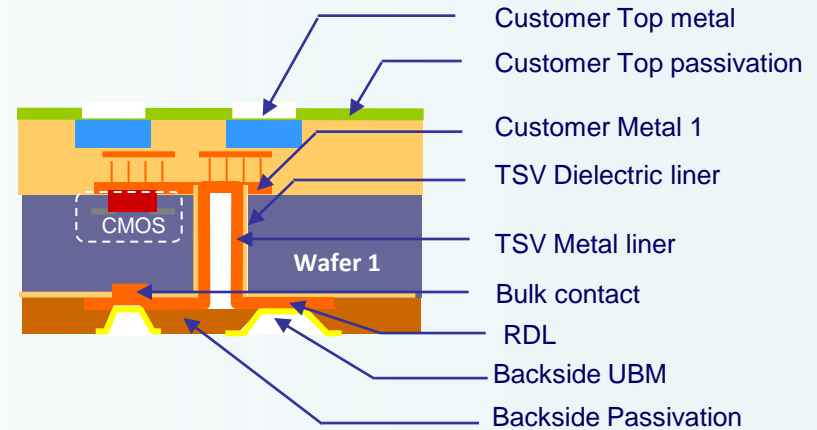 Customer Top metal
Customer Top passivation
Customer Metal 1
TSV Dielectric liner
CMOS
TSV Metal liner
Wafer 1
Bulk contact
RDL
Backside UBM
Backside Passivation